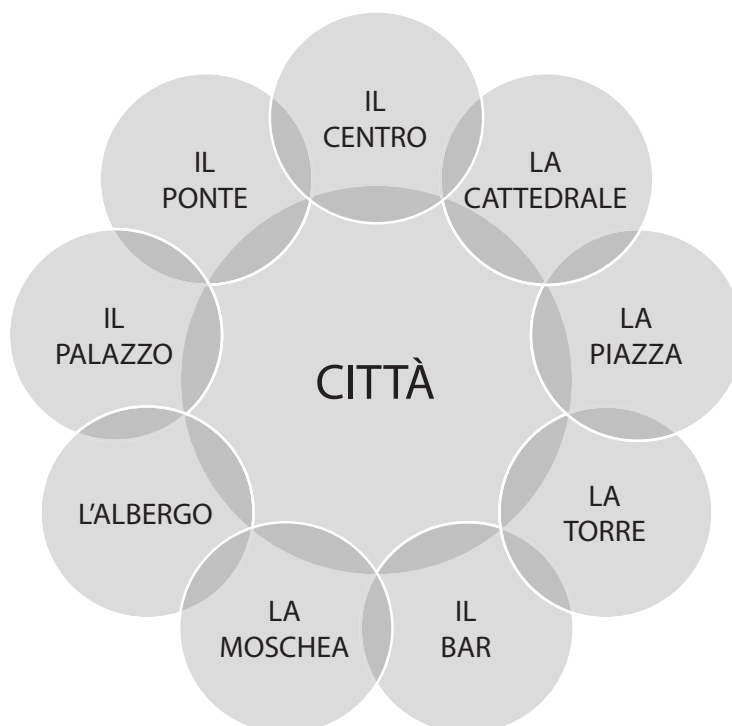 IL
CENTRO
LA
CATTEDRALE
LA
PIAZZA
LA
TORRE
IL
BAR
LA
MOSCHEA
L'ALBERGO
IL
PALAZZO
IL
PONTE
CITTÀ